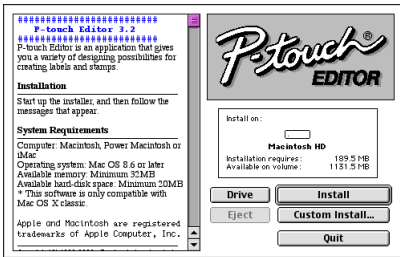 ##########################
P-touch Editor 3.2
##########################
P-touch Editor is an application that gives
you a variety of designing possibilities for
creating labels and stamps.
Installation
Start up the installer, and then follow the
messages that appear.
System Requirements
Computer: Macintosh, Power Macintosh or
iMac
Operating system: Mac OS 8.6 or later
Available memory: Minimum 32MB
Available hard-disk space: Minimum 20MB
* This software is only compatible with
Mac OS X classic.
Apple and Macintosh are registered
trademarks of Apple Computer, Inc.
P-touch®
EDITOR
Install on:
Macintosh HD
Installation requires: 189.5 MB
Available on volume: 1131.5 MB
Drive
Install
Eject
Custom Install...
Quit